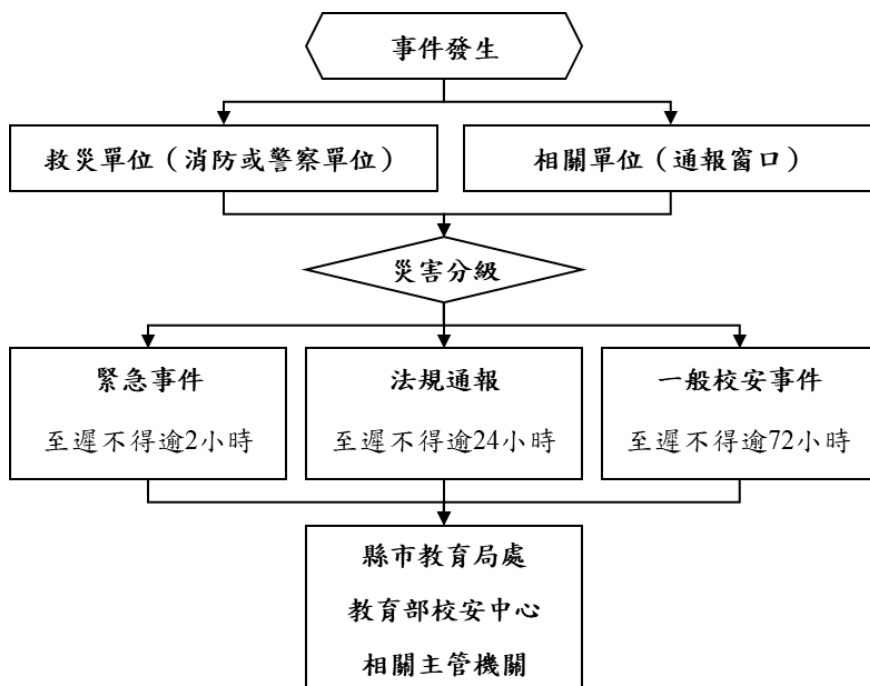 事件發生
救災單位（消防或警察單位）
相關單位（通報窗口）
災害分級
緊急事件
至遲不得逾2小時
法規通報
至遲不得逾24小時
一般校安事件
至遲不得逾72小時
縣市教育局處
教育部校安中心
相關主管機關